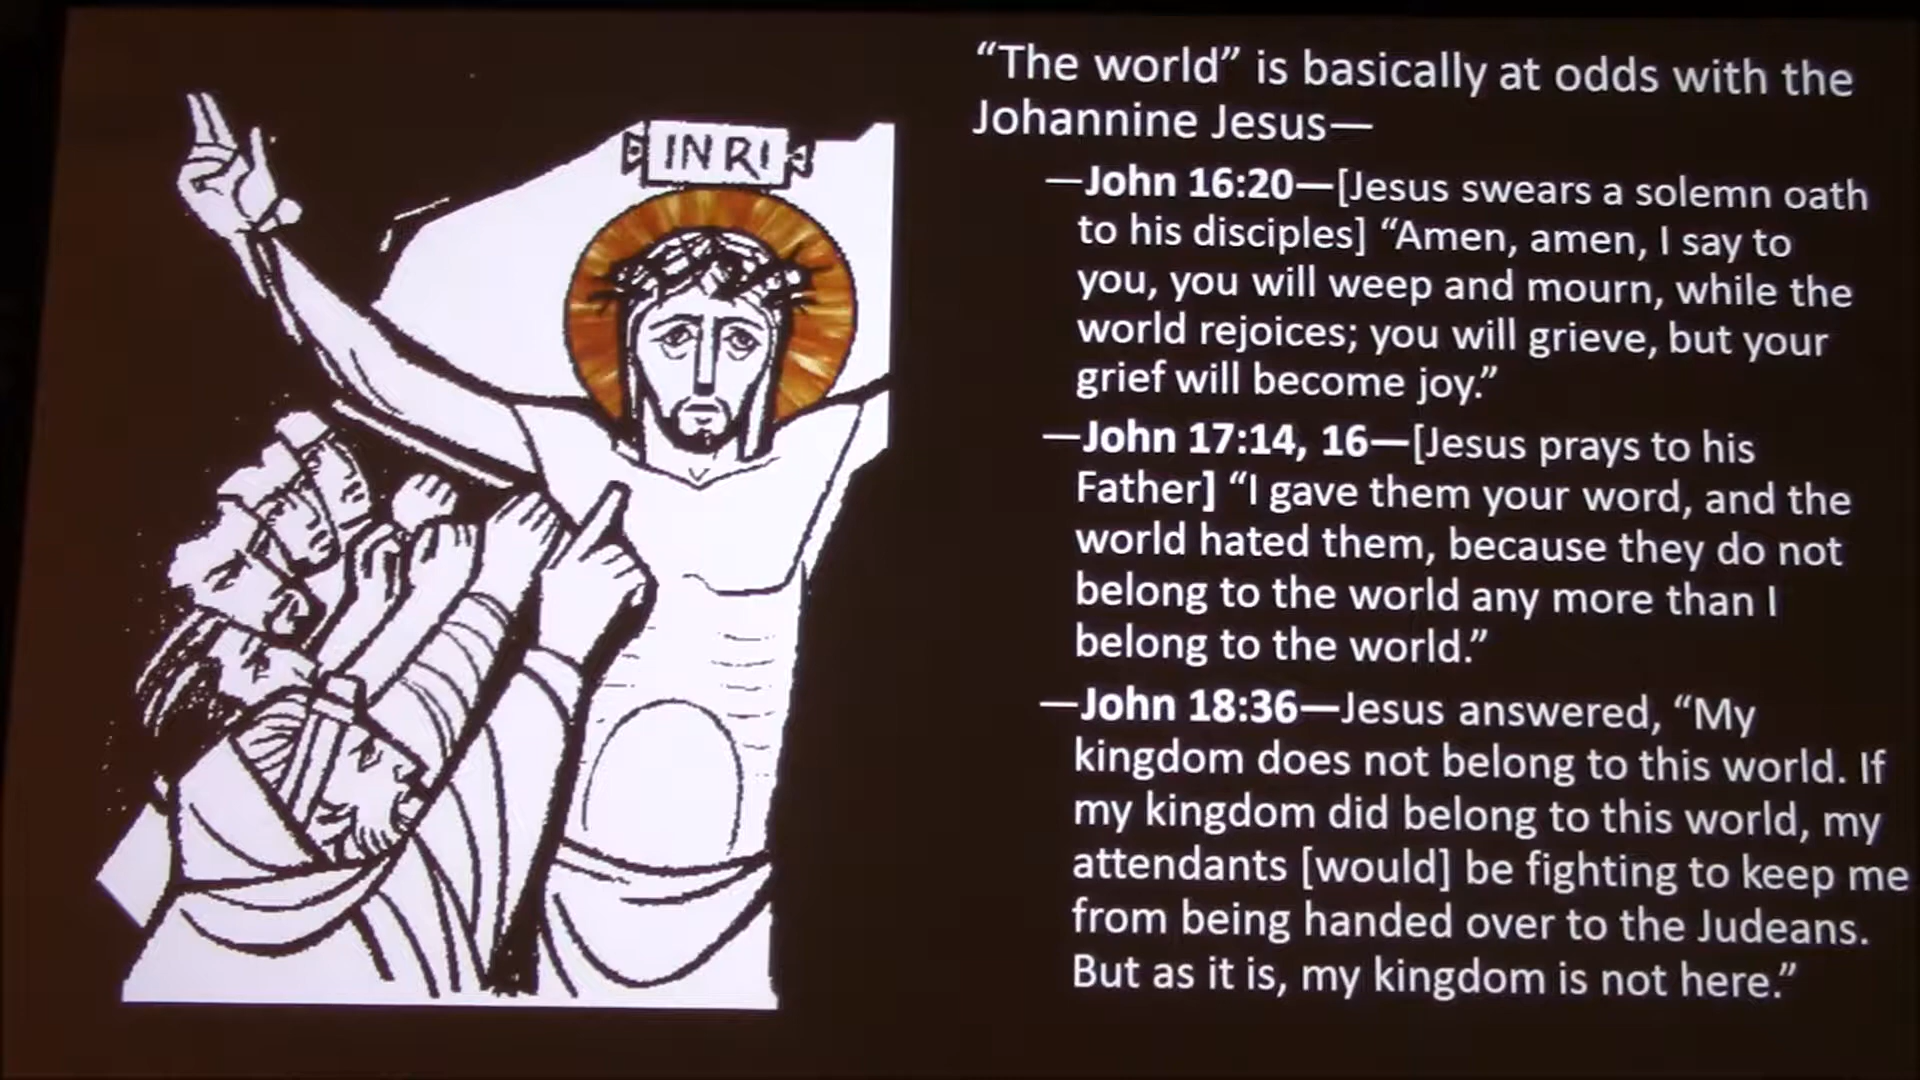 INRI
“The world” is basically at odds with the
Johannine Jesus—
—John 16:20—[Jesus swears a solemn oath
to his disciples] “Amen, amen, I say to
you, you will weep and mourn, while the
world rejoices; you will grieve, but your
grief will become joy.”
—John 17:14, 16—[Jesus prays to his
Father] “I gave them your word, and the
world hated them, because they do not
belong to the world any more than I
belong to the world.”
—John 18:36—Jesus answered, “My
kingdom does not belong to this world. If
my kingdom did belong to this world, my
attendants [would] be fighting to keep me
from being handed over to the Judeans.
But as it is, my kingdom is not here.”